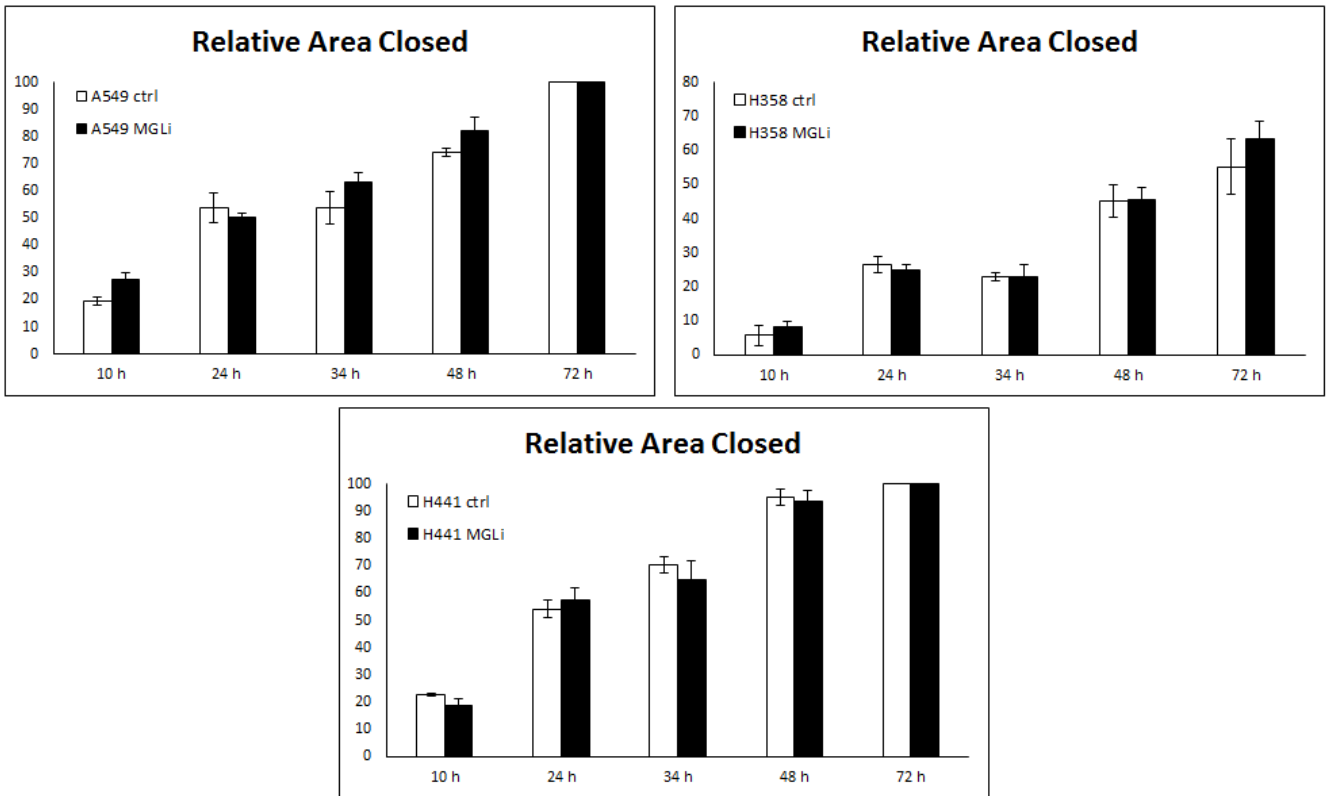 Relative Area Closed
A549 ctrl
A549 MGLi
100
90
80
70
60
50
40
30
20
10
0
10 h 24 h 34 h 48 h 72 h
Relative Area Closed
H358 ctrl
H358 MGLi
80
70
60
50
40
30
20
10
0
10 h 24 h 34 h 48 h 72 h
Relative Area Closed
H441 ctrl
H441 MGLi
100
90
80
70
60
50
40
30
20
10
0
10 h 24 h 34 h 48 h 72 h